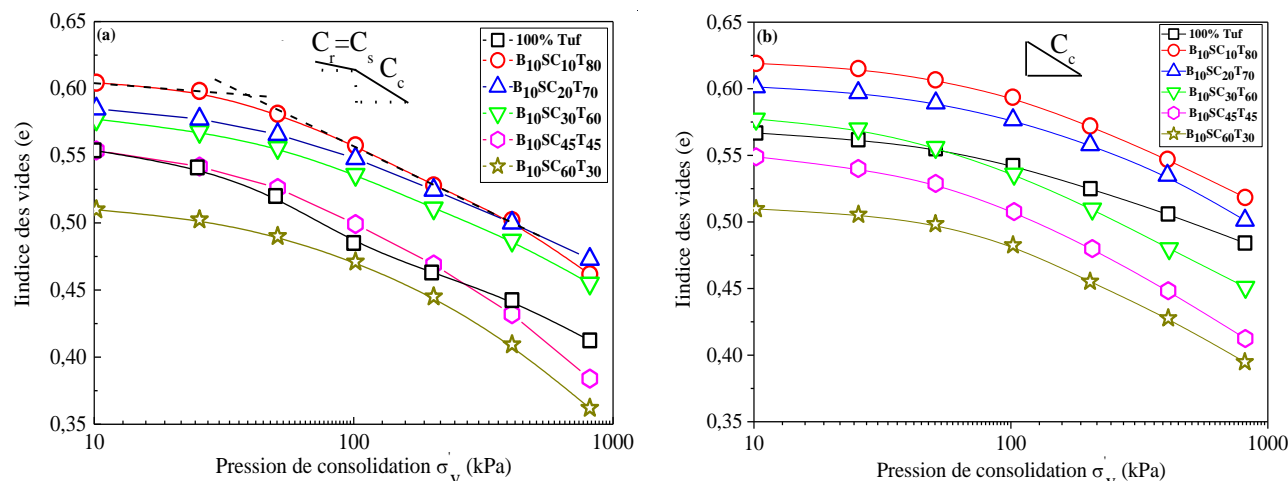 (a)
C_r=C_s
C_c
100% Tuf
B10SC10T80
B10SC20T70
B10SC30T60
B10SC45T45
B10SC60T30
0,65
0,60
0,55
0,50
0,45
0,40
0,35
Iindice des vides (e)
10
100
1000
Pression de consolidation σ'v (kPa)
(b)
C_c
100% Tuf
B10SC10T80
B10SC20T70
B10SC30T60
B10SC45T45
B10SC60T30
0,65
0,60
0,55
0,50
0,45
0,40
0,35
Iindice des vides (e)
10
100
1000
Pression de consolidation σ'v (kPa)